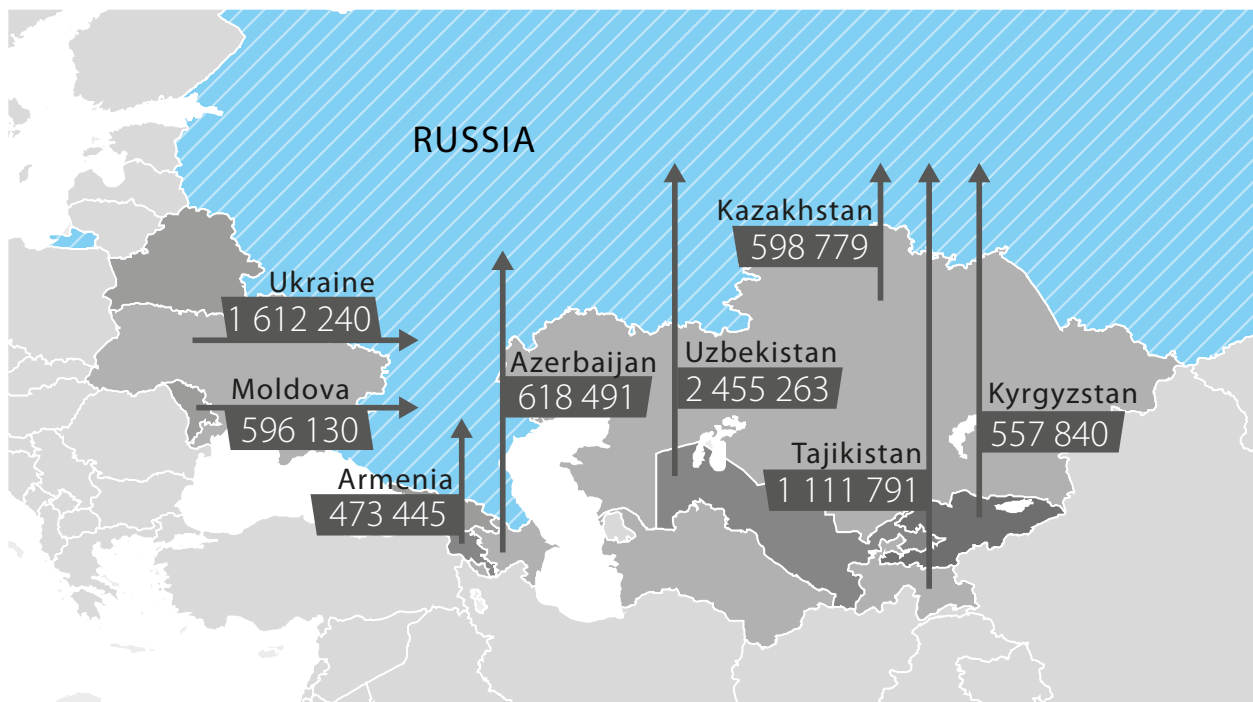 RUSSIA
Kazakhstan
598 779
Ukraine
1 612 240
Azerbaijan
618 491
Uzbekistan
2 455 263
Moldova
596 130
Kyrgyzstan
557 840
Tajikistan
1 111 791
Armenia
473 445